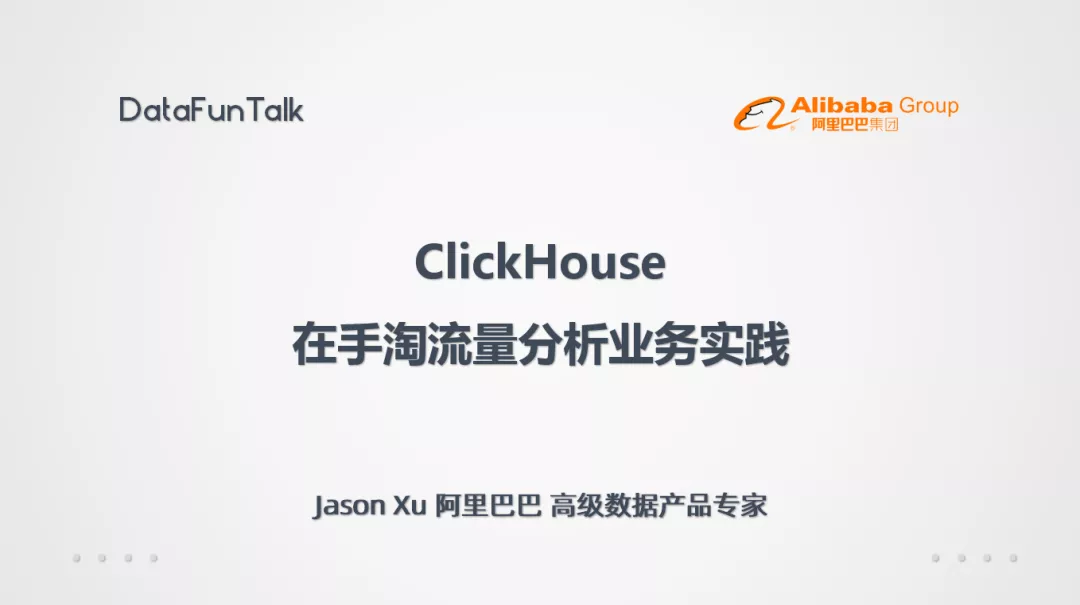 DataFunTalk
Alibaba Group
阿里巴巴集团
ClickHouse
在手淘流量分析业务实践
Jason Xu 阿里巴巴 高级数据产品专家